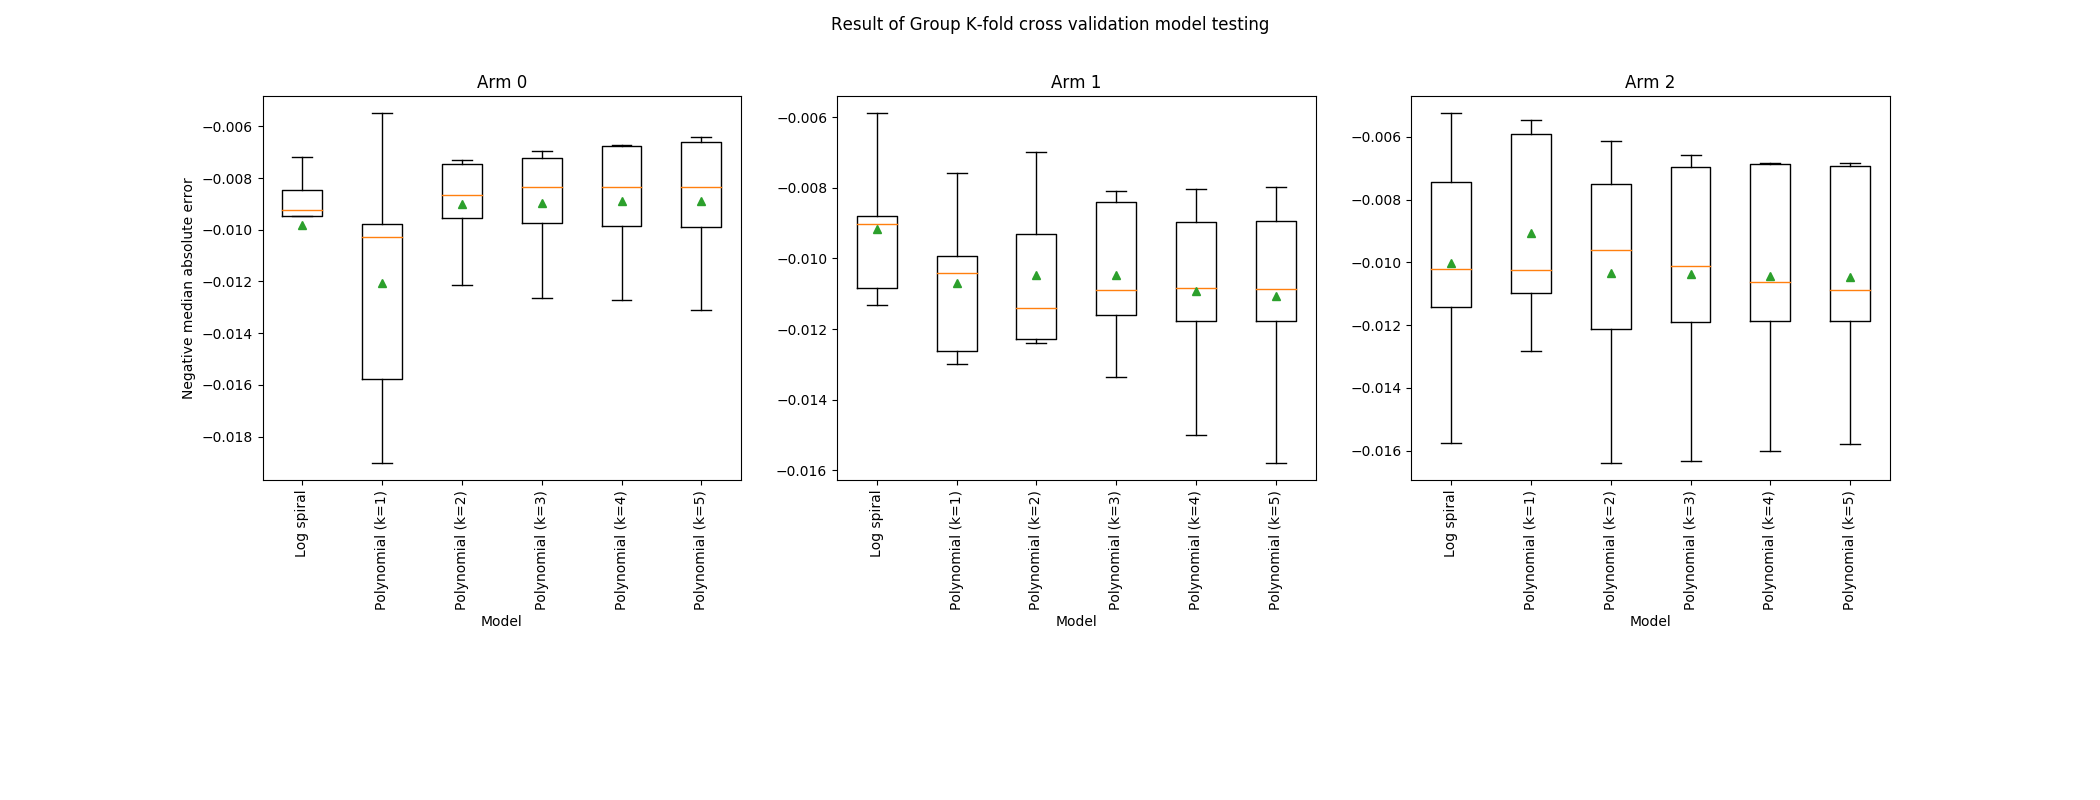 Result of Group K-fold cross validation model testing
Arm 0
Negative median absolute error
−0.006
−0.008
−0.010
−0.012
−0.014
−0.016
−0.018
Log spiral
Polynomial (k=1)
Polynomial (k=2)
Polynomial (k=3)
Polynomial (k=4)
Polynomial (k=5)
Model
Arm 1
−0.006
−0.008
−0.010
−0.012
−0.014
−0.016
Log spiral
Polynomial (k=1)
Polynomial (k=2)
Polynomial (k=3)
Polynomial (k=4)
Polynomial (k=5)
Model
Arm 2
−0.006
−0.008
−0.010
−0.012
−0.014
−0.016
Log spiral
Polynomial (k=1)
Polynomial (k=2)
Polynomial (k=3)
Polynomial (k=4)
Polynomial (k=5)
Model